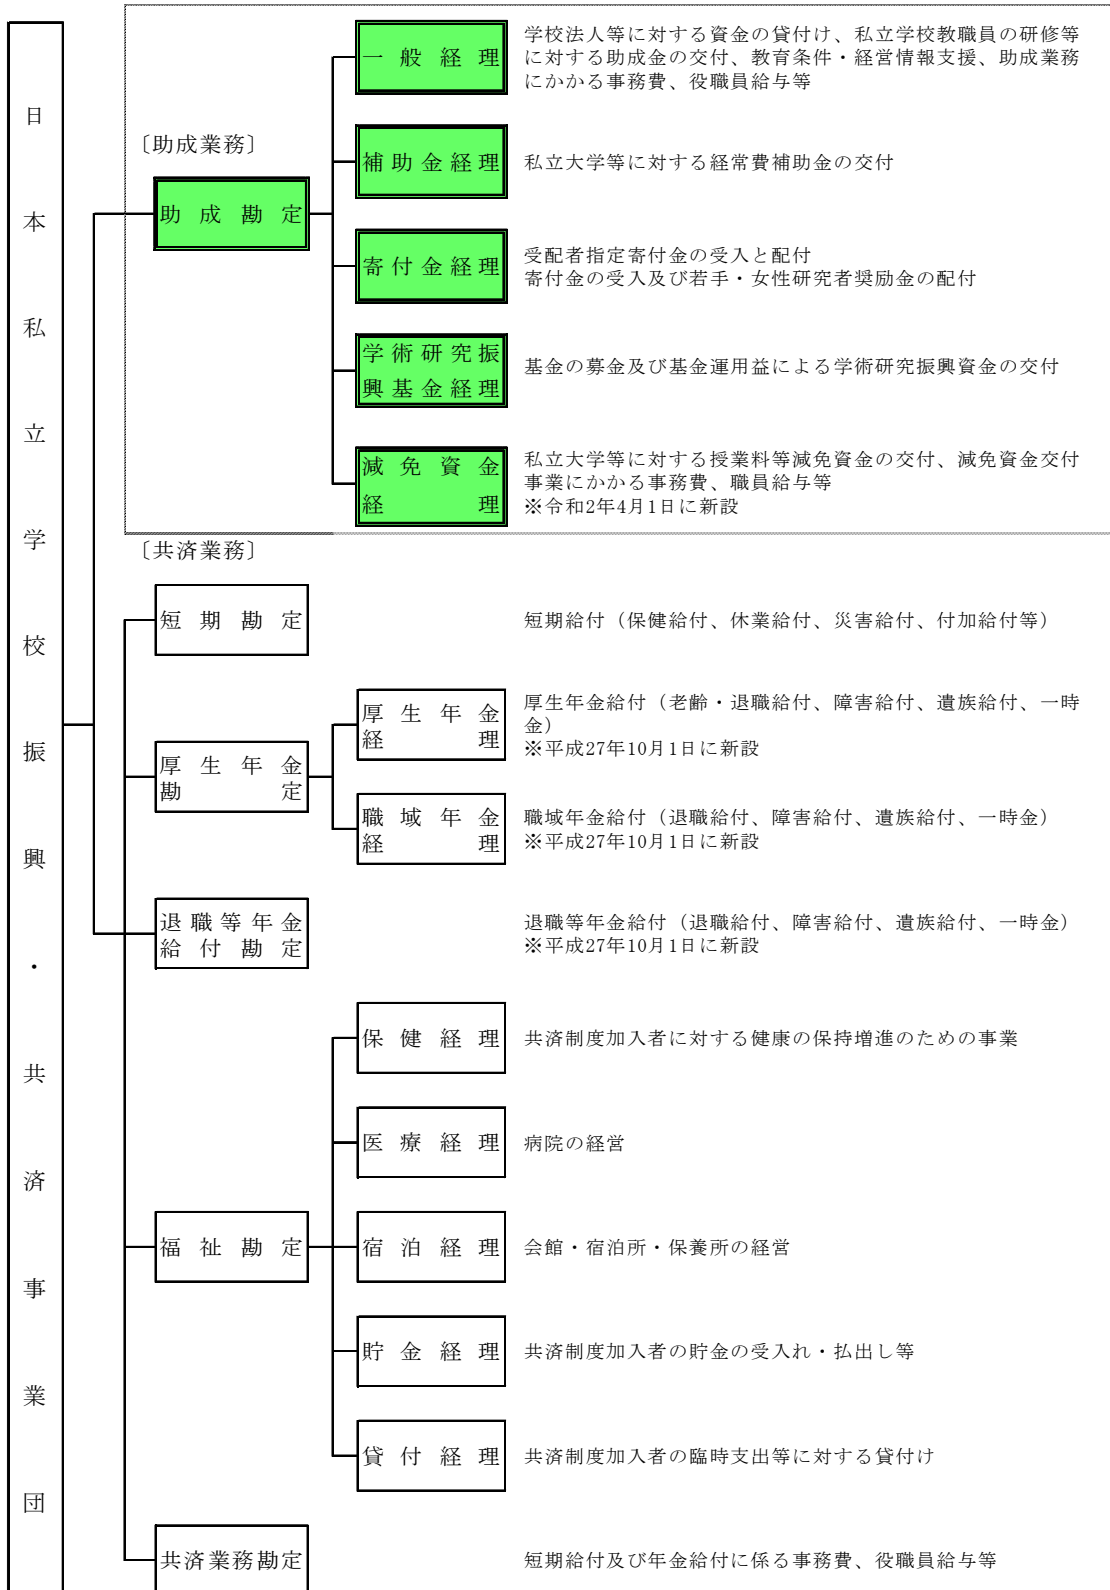 日本私立学校振興・共済事業団
〔助成業務〕
助成勘定
一般経理
学校法人等に対する資金の貸付け、私立学校教職員の研修等
に対する助成金の交付、教育条件・経営情報支援、助成業務
にかかる事務費、役職員給与等
補助金経理
私立大学等に対する経常費補助金の交付
寄付金経理
受配者指定寄付金の受入と配付
寄付金の受入及び若手・女性研究者奨励金の配付
学術研究振
興基金経理
基金の募金及び基金運用益による学術研究振興資金の交付
減免資金
経理
私立大学等に対する授業料等減免資金の交付、減免資金交付
事業にかかる事務費、職員給与等
※令和2年4月1日に新設
〔共済業務〕
短期勘定
短期給付（保健給付、休業給付、災害給付、付加給付等）
厚生年金
勘定
厚生年金
経理
厚生年金給付（老齢・退職給付、障害給付、遺族給付、一時
金）
※平成27年10月1日に新設
職域年金
経理
職域年金給付（退職給付、障害給付、遺族給付、一時金）
※平成27年10月1日に新設
退職等年金
給付勘定
退職等年金給付（退職給付、障害給付、遺族給付、一時金）
※平成27年10月1日に新設
福祉勘定
保健経理
共済制度加入者に対する健康の保持増進のための事業
医療経理
病院の経営
宿泊経理
会館・宿泊所・保養所の経営
貯金経理
共済制度加入者の貯金の受入れ・払出し等
貸付経理
共済制度加入者の臨時支出等に対する貸付け
共済業務勘定
短期給付及び年金給付に係る事務費、役職員給与等